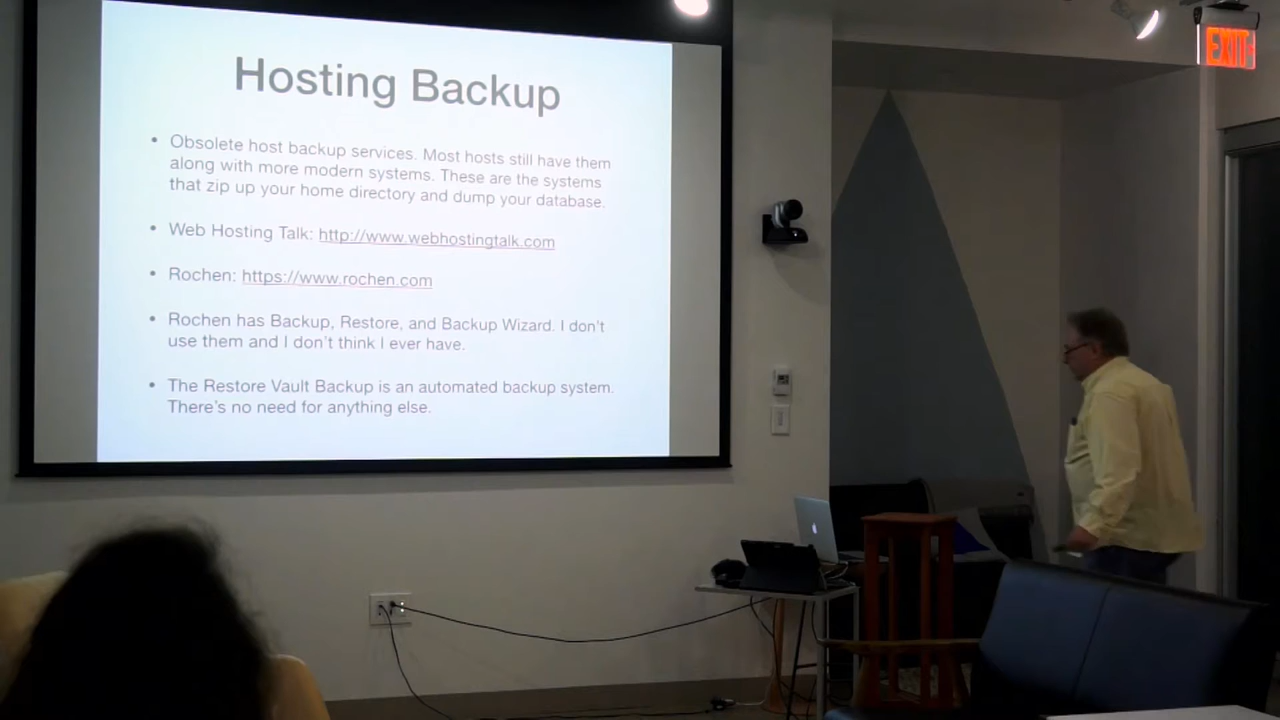 Hosting Backup
• Obsolete host backup services. Most hosts still have them
along with more modern systems. These are the systems
that zip up your home directory and dump your database.
• Web Hosting Talk: http://www.webhostingtalk.com
• Rochen: https://www.rochen.com
• Rochen has Backup, Restore, and Backup Wizard. I don't
use them and I don't think I ever have.
• The Restore Vault Backup is an automated backup system.
There's no need for anything else.
EXIT